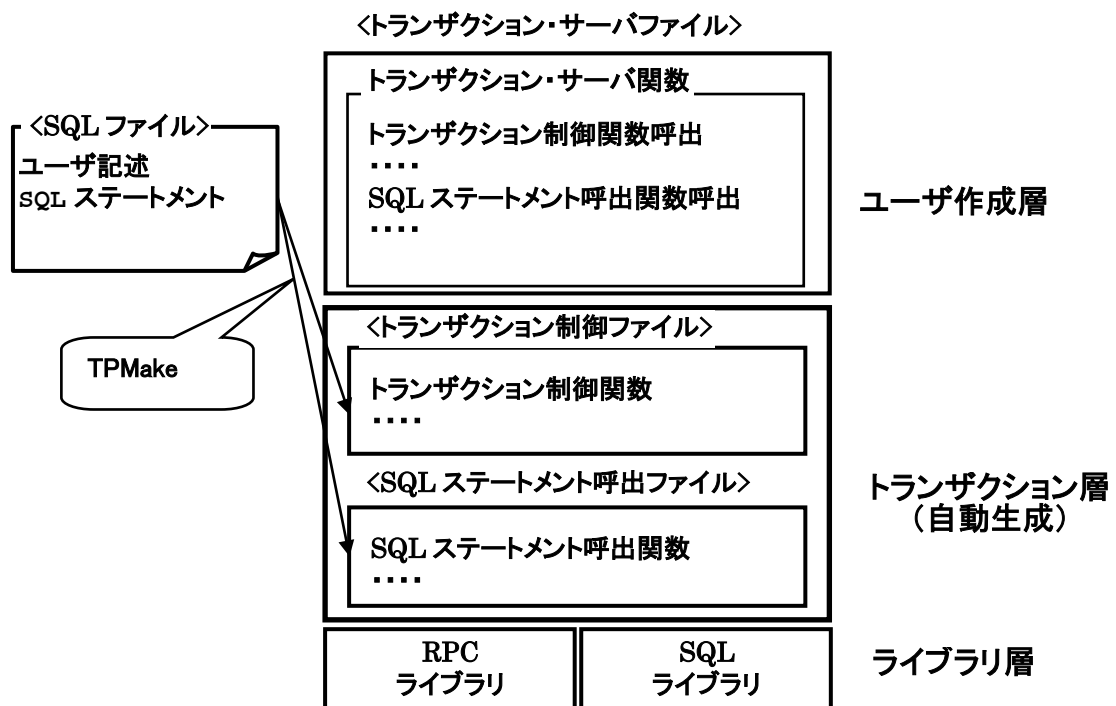 <トランザクション・サーバファイル>
トランザクション・サーバ関数
トランザクション制御関数呼出
・・・・
SQL ステートメント呼出関数呼出
・・・・
<SQL ファイル>
ユーザ記述
SQL ステートメント
ユーザ作成層
TPMake
<トランザクション制御ファイル>
トランザクション制御関数
・・・・
<SQL ステートメント呼出ファイル>
SQL ステートメント呼出関数
・・・・
トランザクション層
（自動生成）
RPC
ライブラリ
SQL
ライブラリ
ライブラリ層